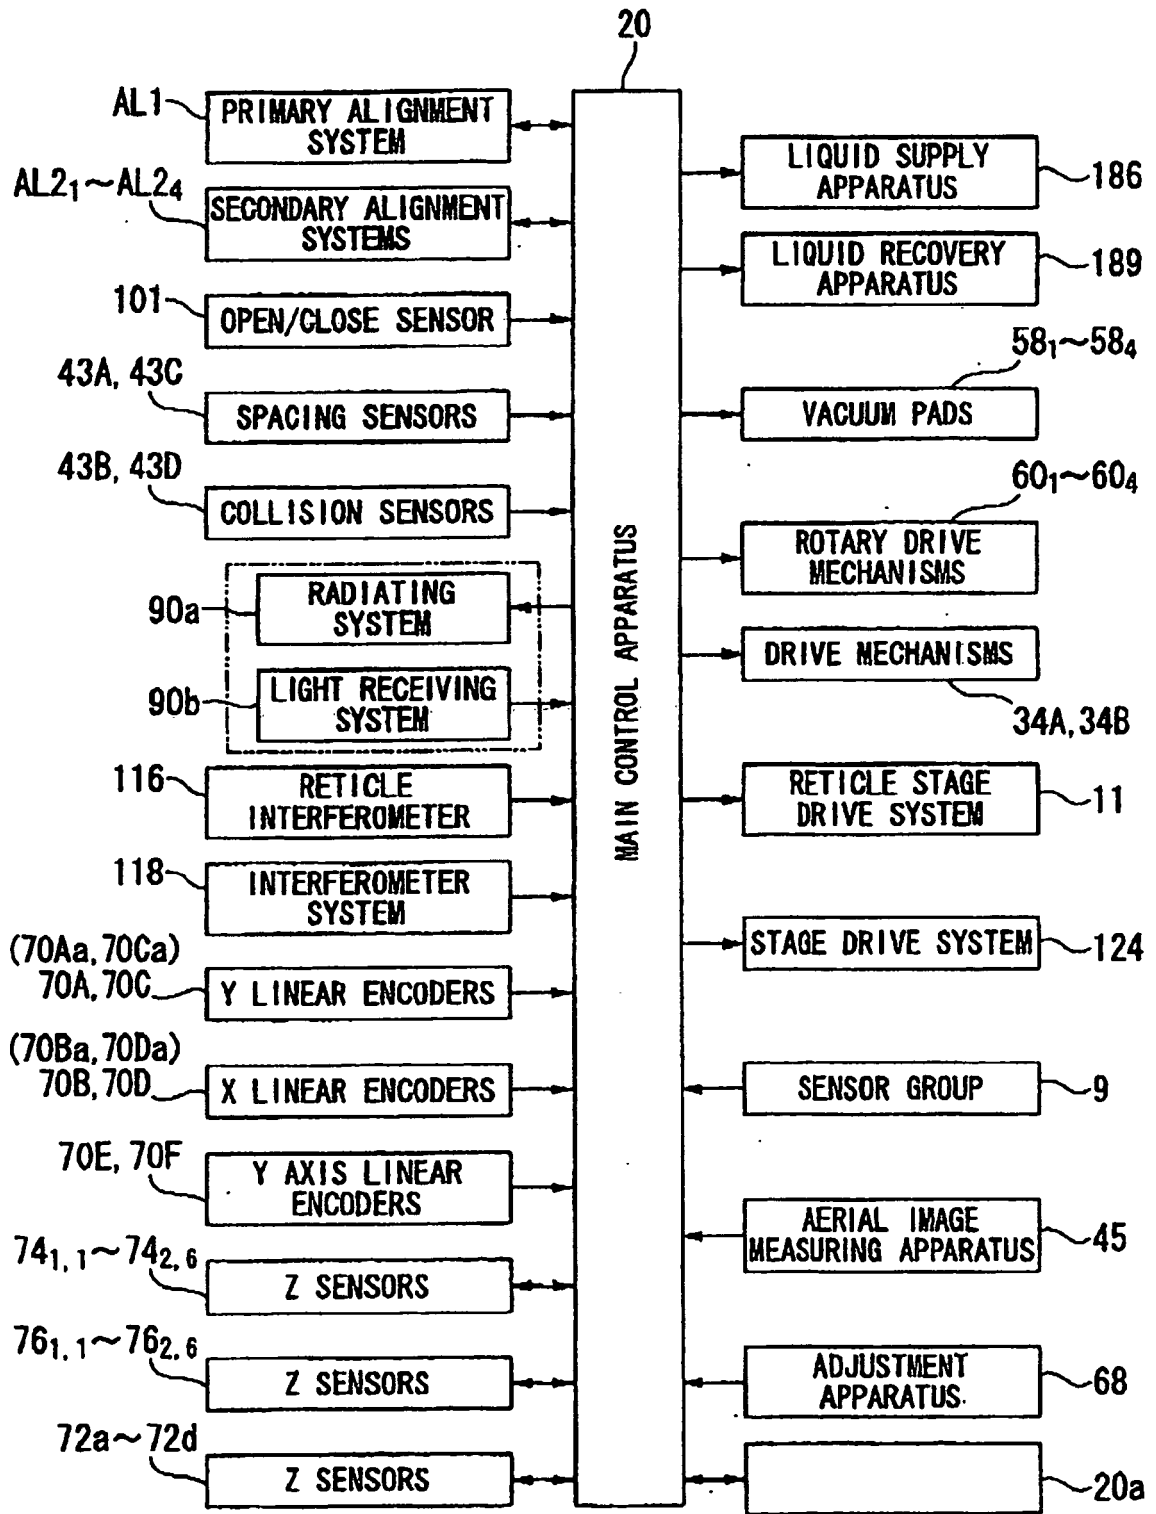 20
AL1
PRIMARY ALIGNMENT
SYSTEM
AL2₁~AL2₄
SECONDARY ALIGNMENT
SYSTEMS
101
OPEN/CLOSE SENSOR
43A, 43C
SPACING SENSORS
43B, 43D
COLLISION SENSORS
90a
RADIATING
SYSTEM
90b
LIGHT RECEIVING
SYSTEM
116
RETICLE
INTERFEROMETER
118
INTERFEROMETER
SYSTEM
(70Aa, 70Ca)
70A, 70C
Y LINEAR ENCODERS
(70Ba, 70Da)
70B, 70D
X LINEAR ENCODERS
70E, 70F
Y AXIS LINEAR
ENCODERS
74₁,₁~74₂,₆
Z SENSORS
76₁,₁~76₂,₆
Z SENSORS
72a~72d
Z SENSORS
MAIN CONTROL APPARATUS
LIQUID SUPPLY
APPARATUS
186
LIQUID RECOVERY
APPARATUS
189
58₁~58₄
VACUUM PADS
60₁~60₄
ROTARY DRIVE
MECHANISMS
DRIVE MECHANISMS
34A, 34B
RETICLE STAGE
DRIVE SYSTEM
11
STAGE DRIVE SYSTEM
124
SENSOR GROUP
9
AERIAL IMAGE
MEASURING APPARATUS
45
ADJUSTMENT
APPARATUS
68
20a